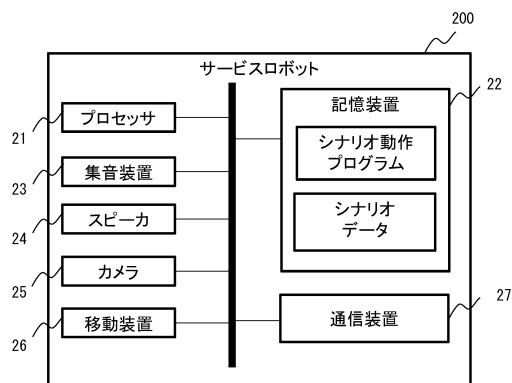 200
サービスロボット
22
記憶装置
プロセッサ
21
シナリオ動作
プログラム
集音装置
23
スピーカ
24
シナリオ
データ
カメラ
25
移動装置
26
通信装置
27